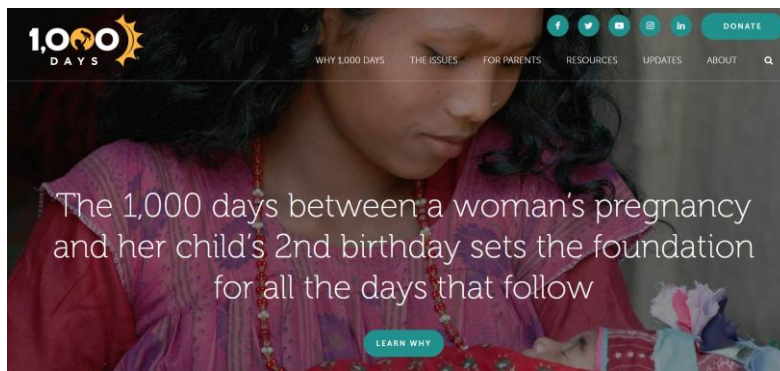 1,000
DAYS
DONATE
WHY 1,000 DAYS THE ISSUES FOR PARENTS RESOURCES UPDATES ABOUT
The 1,000 days between a woman's pregnancy
and her child's 2nd birthday sets the foundation
for all the days that follow
LEARN WHY